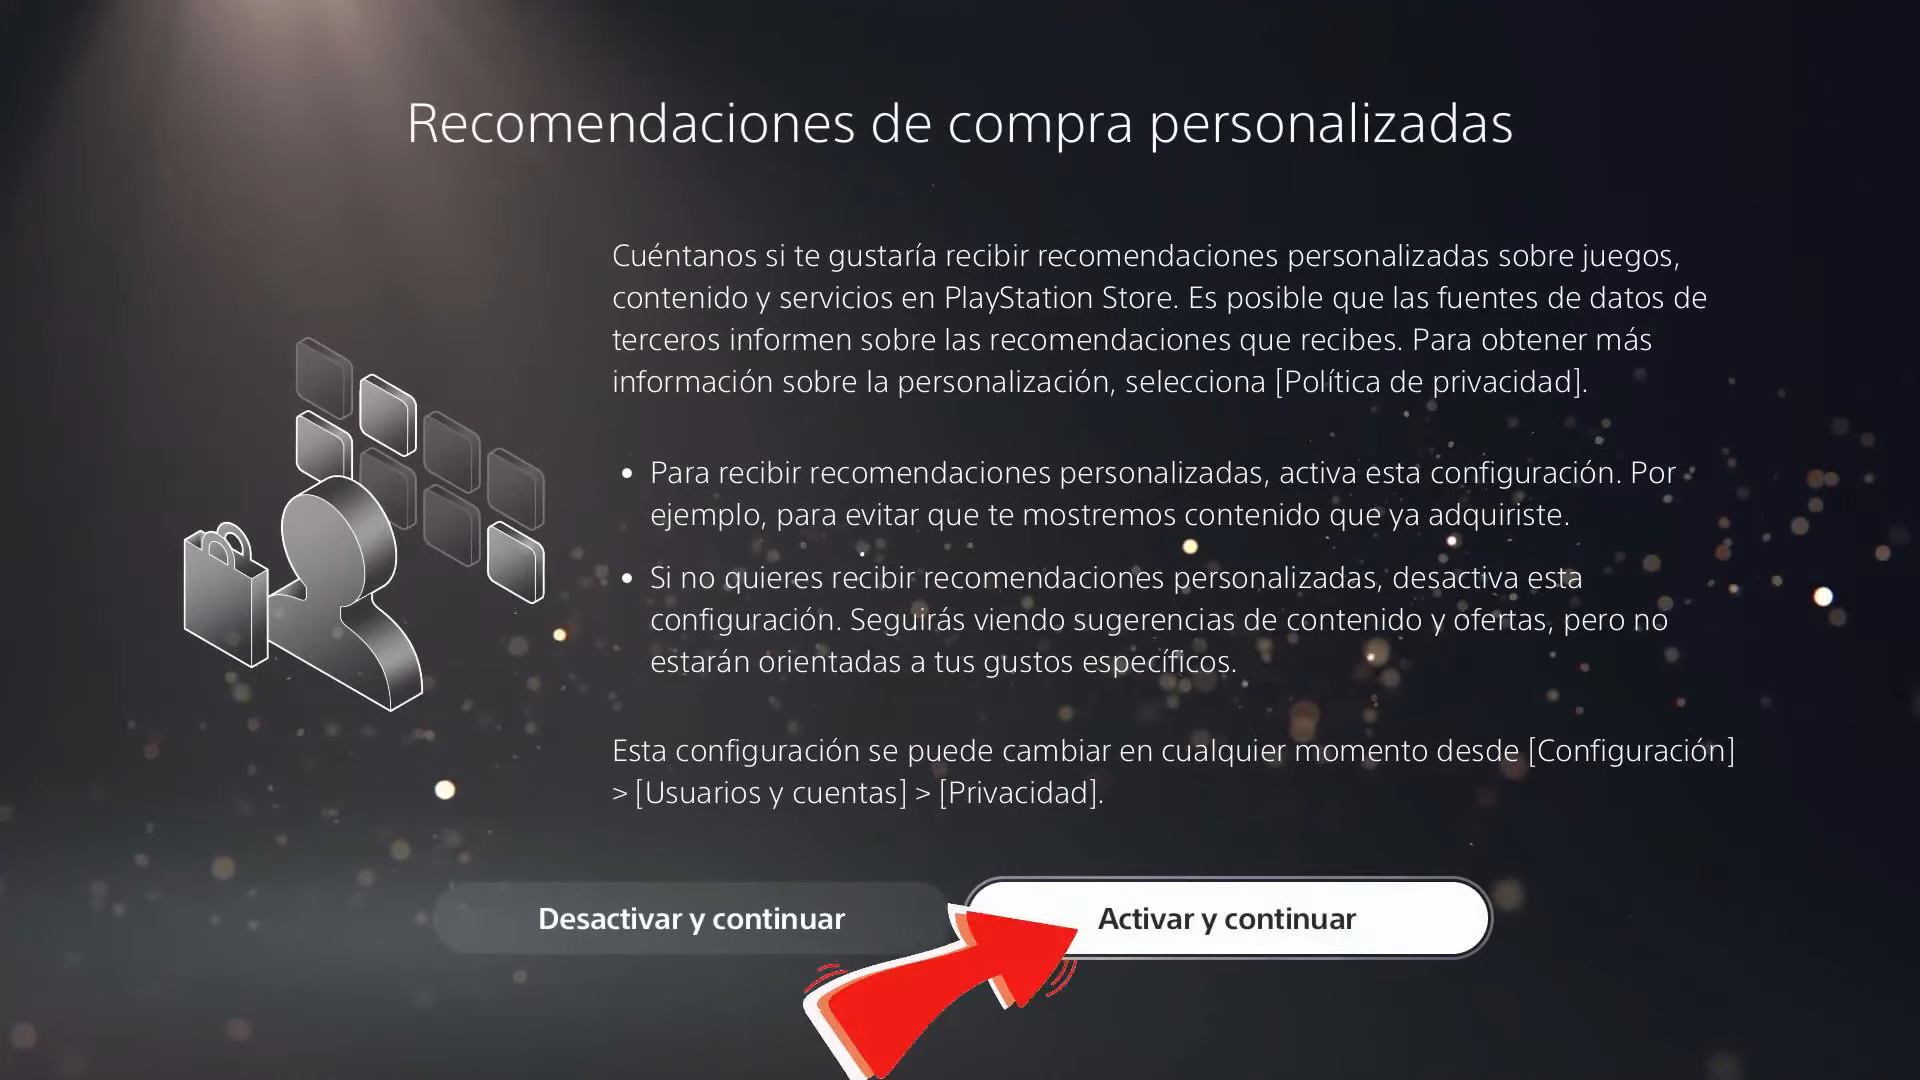 Recomendaciones de compra personalizadas
Cuéntanos si te gustaría recibir recomendaciones personalizadas sobre juegos,
contenido y servicios en PlayStation Store. Es posible que las fuentes de datos de
terceros informen sobre las recomendaciones que recibes. Para obtener más
información sobre la personalización, selecciona [Política de privacidad].
• Para recibir recomendaciones personalizadas, activa esta configuración. Por
ejemplo, para evitar que te mostremos contenido que ya adquiriste.
• Si no quieres recibir recomendaciones personalizadas, desactiva esta
configuración. Seguirás viendo sugerencias de contenido y ofertas, pero no
estarán orientadas a tus gustos específicos.
Esta configuración se puede cambiar en cualquier momento desde [Configuración]
> [Usuarios y cuentas] > [Privacidad].
Desactivar y continuar
Activar y continuar